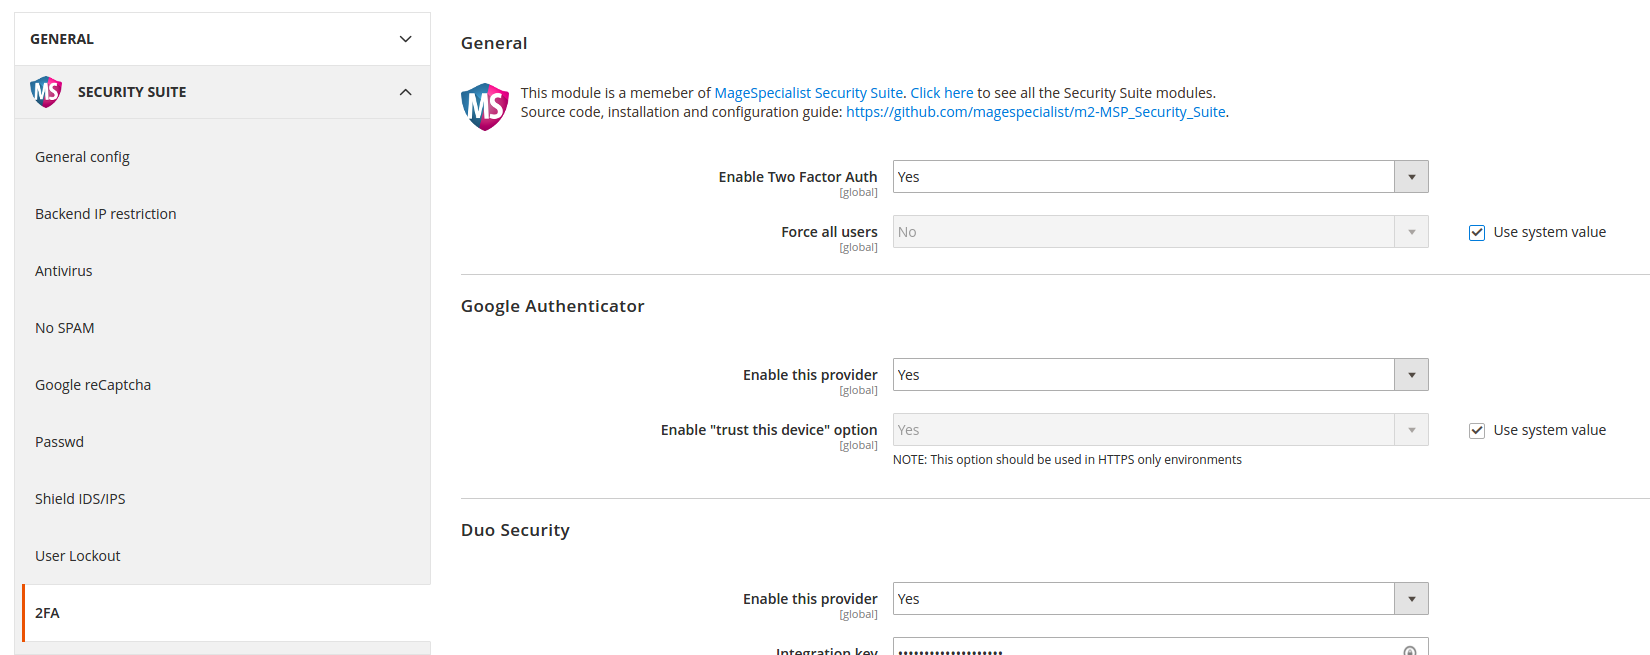 GENERAL
MS
SECURITY SUITE
General config
Backend IP restriction
Antivirus
No SPAM
Google reCaptcha
Passwd
Shield IDS/IPS
User Lockout
2FA
General
MS
This module is a memeber of MageSpecialist Security Suite. Click here to see all the Security Suite modules.
Source code, installation and configuration guide: https://github.com/magespecialist/m2-MSP_Security_Suite.
Enable Two Factor Auth
[global]
Yes
Force all users
[global]
No
Use system value
Google Authenticator
Enable this provider
[global]
Yes
Enable "trust this device" option
[global]
Yes
Use system value
NOTE: This option should be used in HTTPS only environments
Duo Security
Enable this provider
[global]
Yes
Integration key